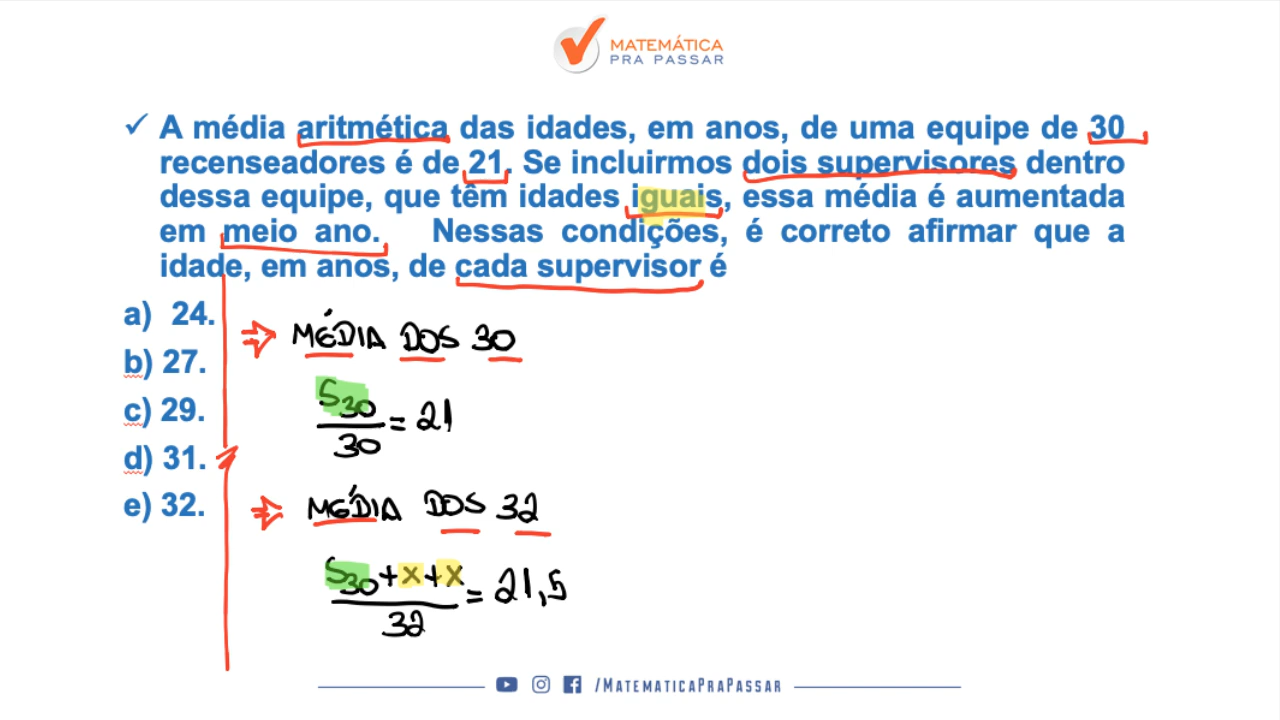 MATEMÁTICA
PRA PASSAR
✓ A média aritmética das idades, em anos, de uma equipe de 30
recenseadores é de 21. Se incluirmos dois supervisores dentro
dessa equipe, que têm idades iguais, essa média é aumentada
em meio ano. Nessas condições, é correto afirmar que a
idade, em anos, de cada supervisor é
a) 24.
b) 27.
c) 29.
d) 31.
e) 32.
⇒ MÉDIA DOS 30
S30
30
= 21
⇒ MÉDIA DOS 32
S30+x+x
32
= 21,5
/MATEMATICAPRAPASSAR